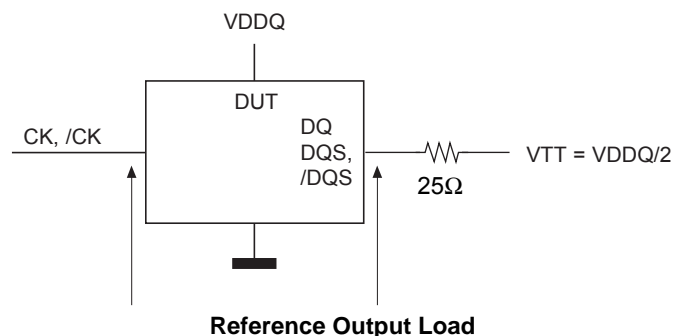 VDDQ
DUT
CK, /CK
DQ
DQS,
/DQS
VTT = VDDQ/2
25Ω
Reference Output Load